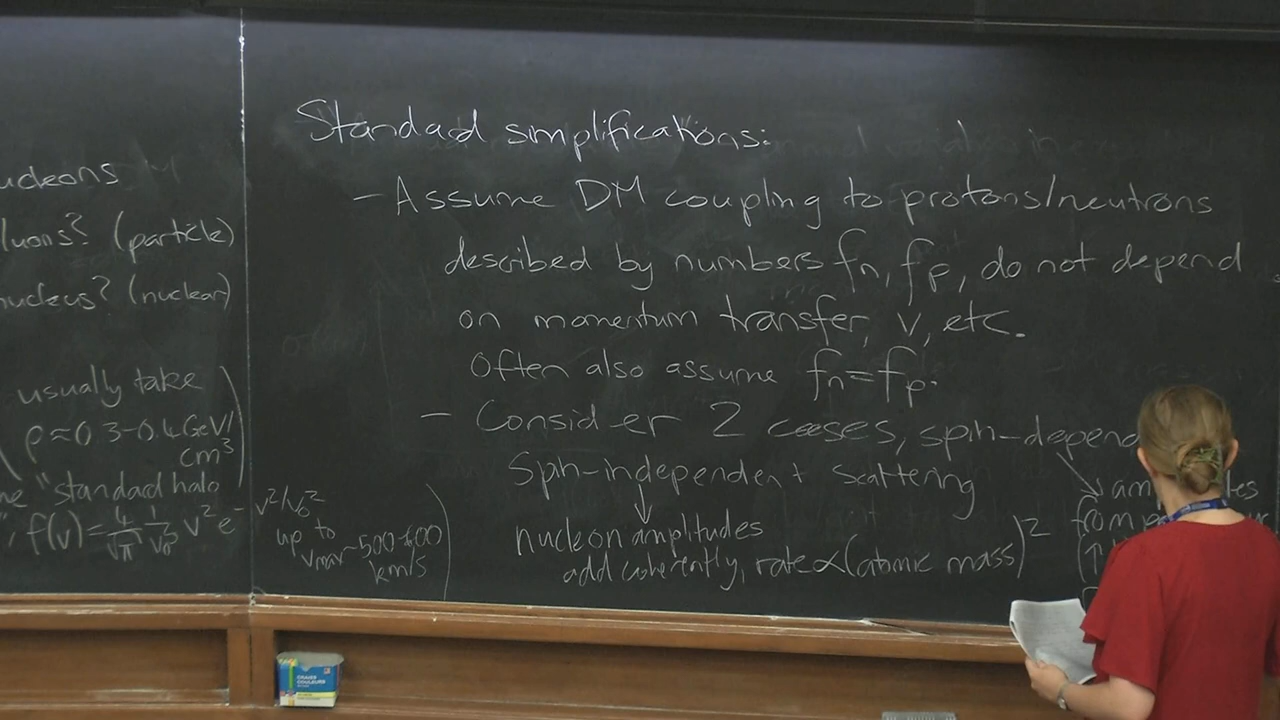 ucleons
luons? (particle)
nucleus? (nuclear)
usually take
ρ≈0.3-0.4 GeV/
cm³
"standard halo
f(v)=4/√π 1/v₀³ v² e^-v²/v₀²
up to
vmax~500-600
km/s
Standard simplifications:
- Assume DM coupling to protons/neutrons
described by numbers fn, fp, do not depend
on momentum transfer, v, etc.
Often also assume fn=fp.
- Consider 2 cases, spin-depend
Spin-independent scattering
↓
nucleon amplitudes
add coherently, rate ∝ (atomic mass)²
from
CRAIES
COULEURS